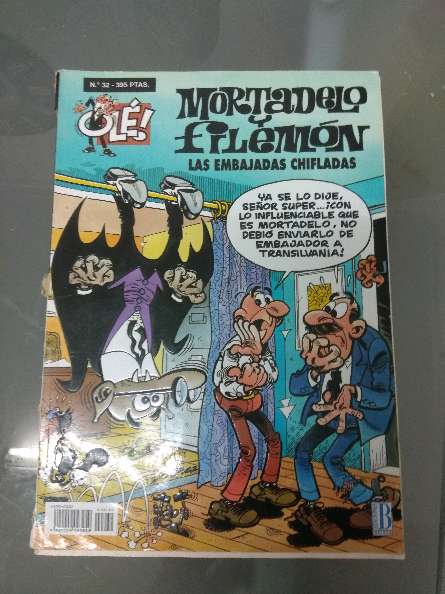 N.º 32 - 395 PTAS.
OLÉ!
MORTADELO
Y
FILEMÓN
LAS EMBAJADAS CHIFLADAS
YA SE LO DIJE,
SEÑOR SUPER... ¡CON
LO INFLUENCIABLE QUE
ES MORTADELO, NO
DEBIÓ ENVIARLO DE
EMBAJADOR A
TRANSILVANIA!
B